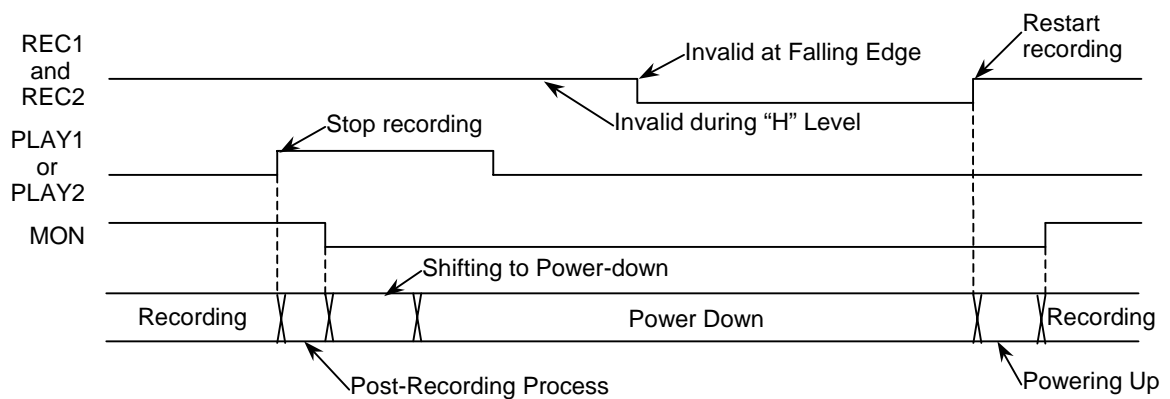 REC1
and
REC2
Invalid at Falling Edge
Restart
recording
Invalid during “H” Level
PLAY1
or
PLAY2
Stop recording
MON
Shifting to Power-down
Recording
Power Down
Recording
Post-Recording Process
Powering Up